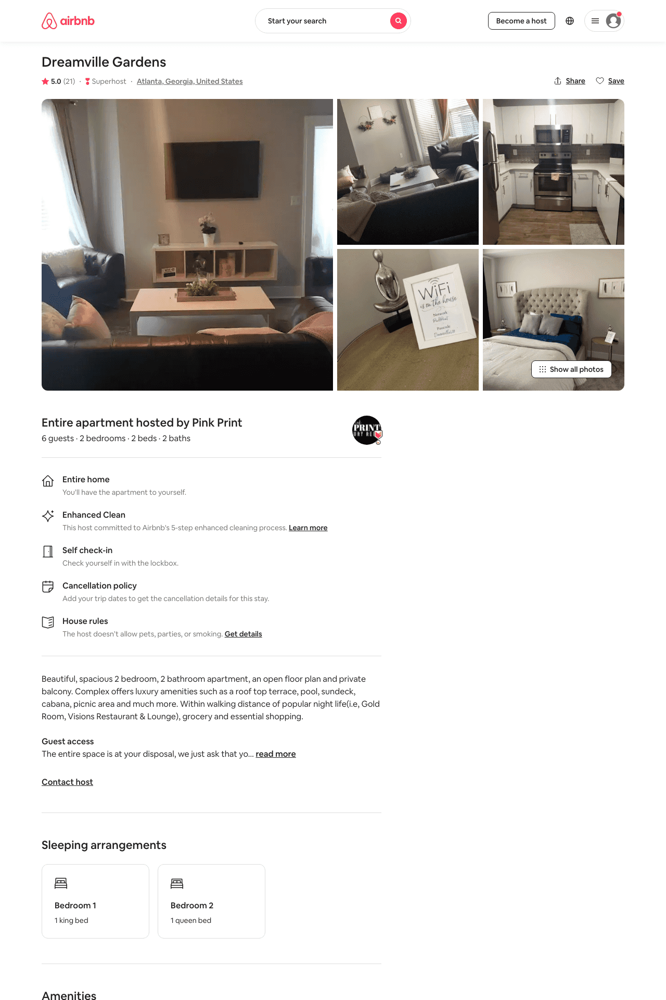 airbnb
Start your search
Become a host
Dreamville Gardens
5.0 (21) · Superhost · Atlanta, Georgia, United States
Share
Save
WiFi
is on the house
Network
Passcode
Show all photos
Entire apartment hosted by Pink Print
6 guests · 2 bedrooms · 2 beds · 2 baths
PRINT
Entire home
You’ll have the apartment to yourself.
Enhanced Clean
This host committed to Airbnb's 5-step enhanced cleaning process. Learn more
Self check-in
Check yourself in with the lockbox.
Cancellation policy
Add your trip dates to get the cancellation details for this stay.
House rules
The host doesn’t allow pets, parties, or smoking. Get details
Beautiful, spacious 2 bedroom, 2 bathroom apartment, an open floor plan and private
balcony. Complex offers luxury amenities such as a roof top terrace, pool, sundeck,
cabana, picnic area and much more. Within walking distance of popular night life(i.e, Gold
Room, Visions Restaurant & Lounge), grocery and essential shopping.
Guest access
The entire space is at your disposal, we just ask that yo... read more
Contact host
Sleeping arrangements
Bedroom 1
1 king bed
Bedroom 2
1 queen bed
Amenities